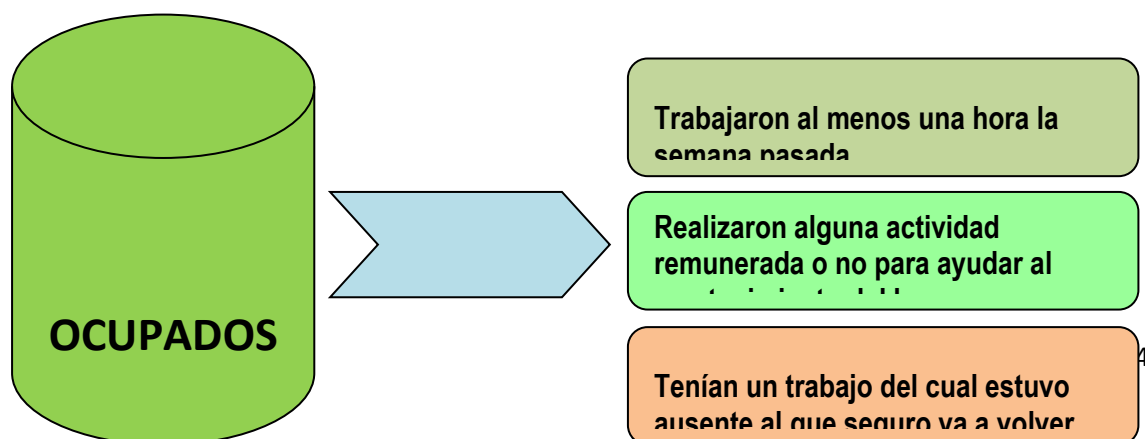 OCUPADOS
Trabajaron al menos una hora la
semana pasada
Realizaron alguna actividad
remunerada o no para ayudar al
Tenían un trabajo del cual estuvo
ausente al que seguro va a volver
4